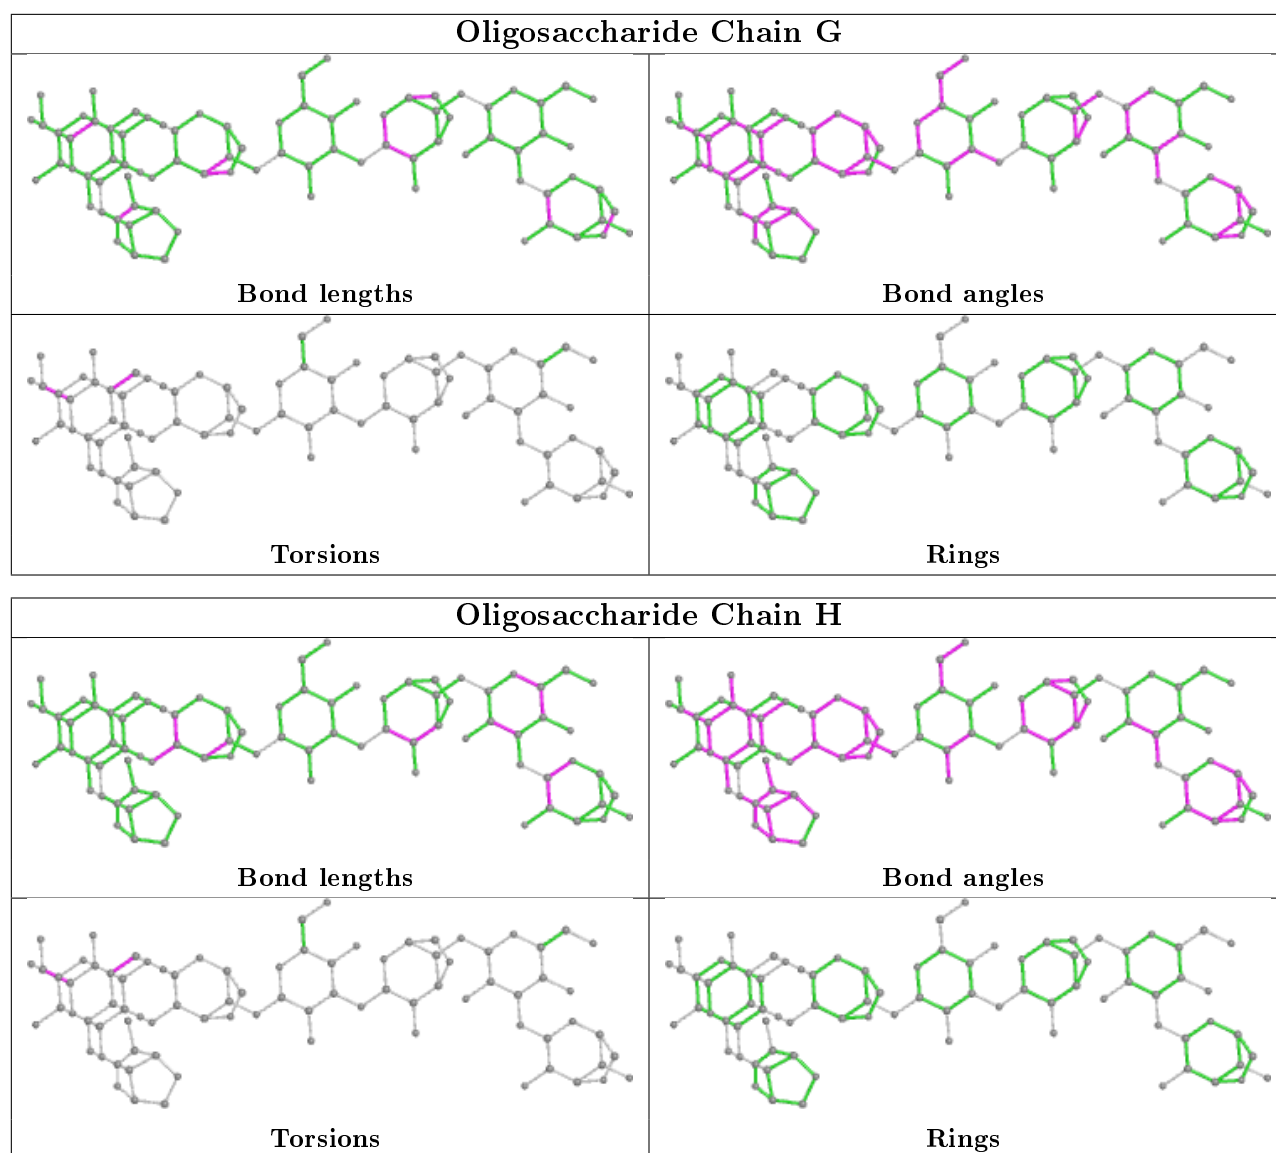 Oligosaccharide Chain G
Bond lengths
Bond angles
Torsions
Rings
Oligosaccharide Chain H
Bond lengths
Bond angles
Torsions
Rings